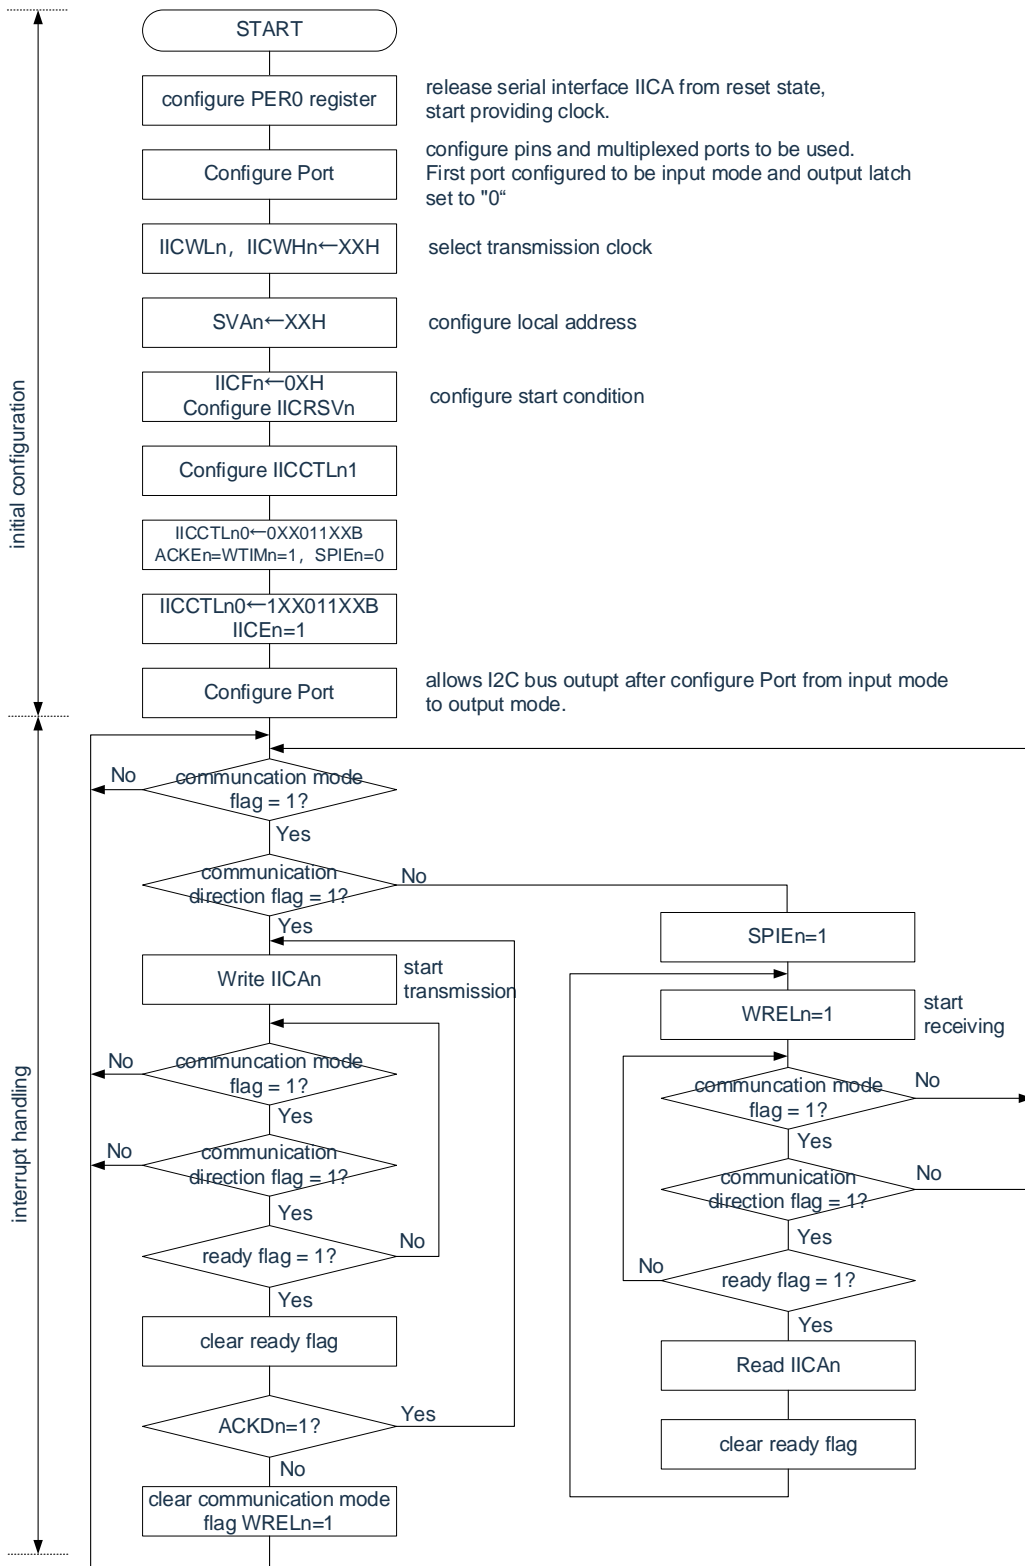 START
configure PER0 register
release serial interface IICA from reset state,
start providing clock.
Configure Port
configure pins and multiplexed ports to be used.
First port configured to be input mode and output latch
set to "0“
IICWLn，IICWHn←XXH
select transmission clock
SVAn←XXH
configure local address
IICFn←0XH
Configure IICRSVn
configure start condition
Configure IICCTLn1
IICCTLn0←0XX011XXB
ACKEn=WTIMn=1，SPIEn=0
IICCTLn0←1XX011XXB
IICEn=1
Configure Port
allows I2C bus outupt after configure Port from input mode
to output mode.
initial configuration
communcation mode
flag = 1?
No
Yes
communication
direction flag = 1?
No
Yes
Write IICAn
start
transmission
communcation mode
flag = 1?
No
Yes
communication
direction flag = 1?
No
Yes
ready flag = 1?
No
Yes
clear ready flag
ACKDn=1?
Yes
No
clear communication mode
flag WRELn=1
SPIEn=1
WRELn=1
start
receiving
communcation mode
flag = 1?
No
Yes
communication
direction flag = 1?
No
Yes
ready flag = 1?
No
Yes
Read IICAn
clear ready flag
interrupt handling